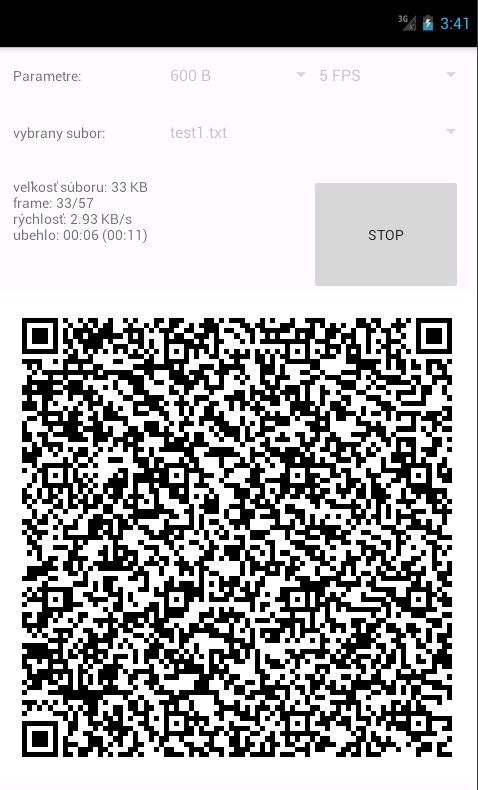 3G 3:41
Parametre: 600 B 5 FPS
vybrany subor: test1.txt
veľkosť súboru: 33 KB
frame: 33/57
rýchlosť: 2.93 KB/s
ubehlo: 00:06 (00:11)
STOP